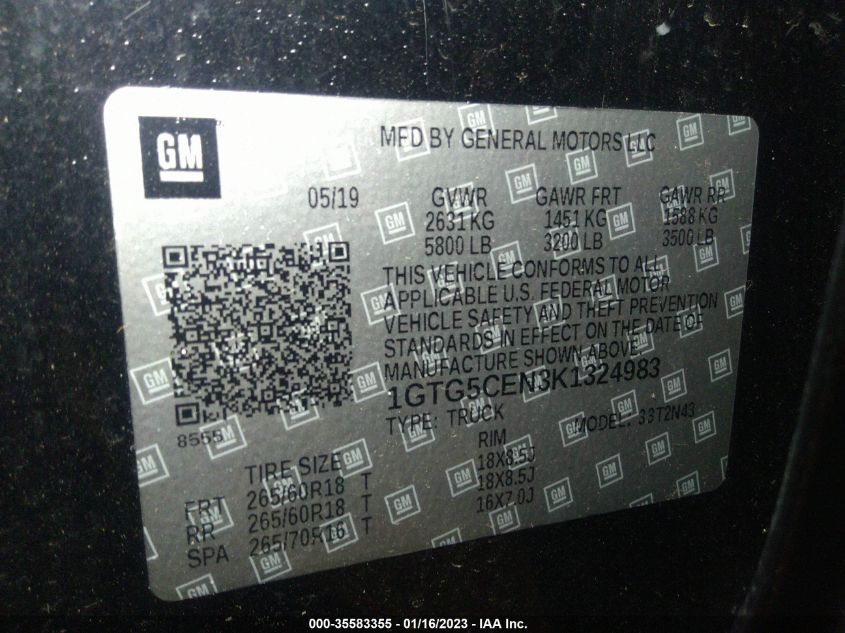 GM
MFD BY GENERAL MOTORS LLC
05/19 GVWR GAWR FRT GAWR RR
2631 KG 1451 KG 1588 KG
5800 LB 3200 LB 3500 LB
THIS VEHICLE CONFORMS TO ALL
APPLICABLE U.S. FEDERAL MOTOR
VEHICLE SAFETY AND THEFT PREVENTION
STANDARDS IN EFFECT ON THE DATE OF
MANUFACTURE SHOWN ABOVE.
1GTG5CEN3K1324983
8555 TYPE: TRUCK MODEL: 33T2N43
TIRE SIZE RIM
FRT 265/60R18 T 18X8.5J
RR 265/60R18 T 18X8.5J
SPA 265/70R16 T 16X7.0J
000-35583355 - 01/16/2023 - IAA Inc.